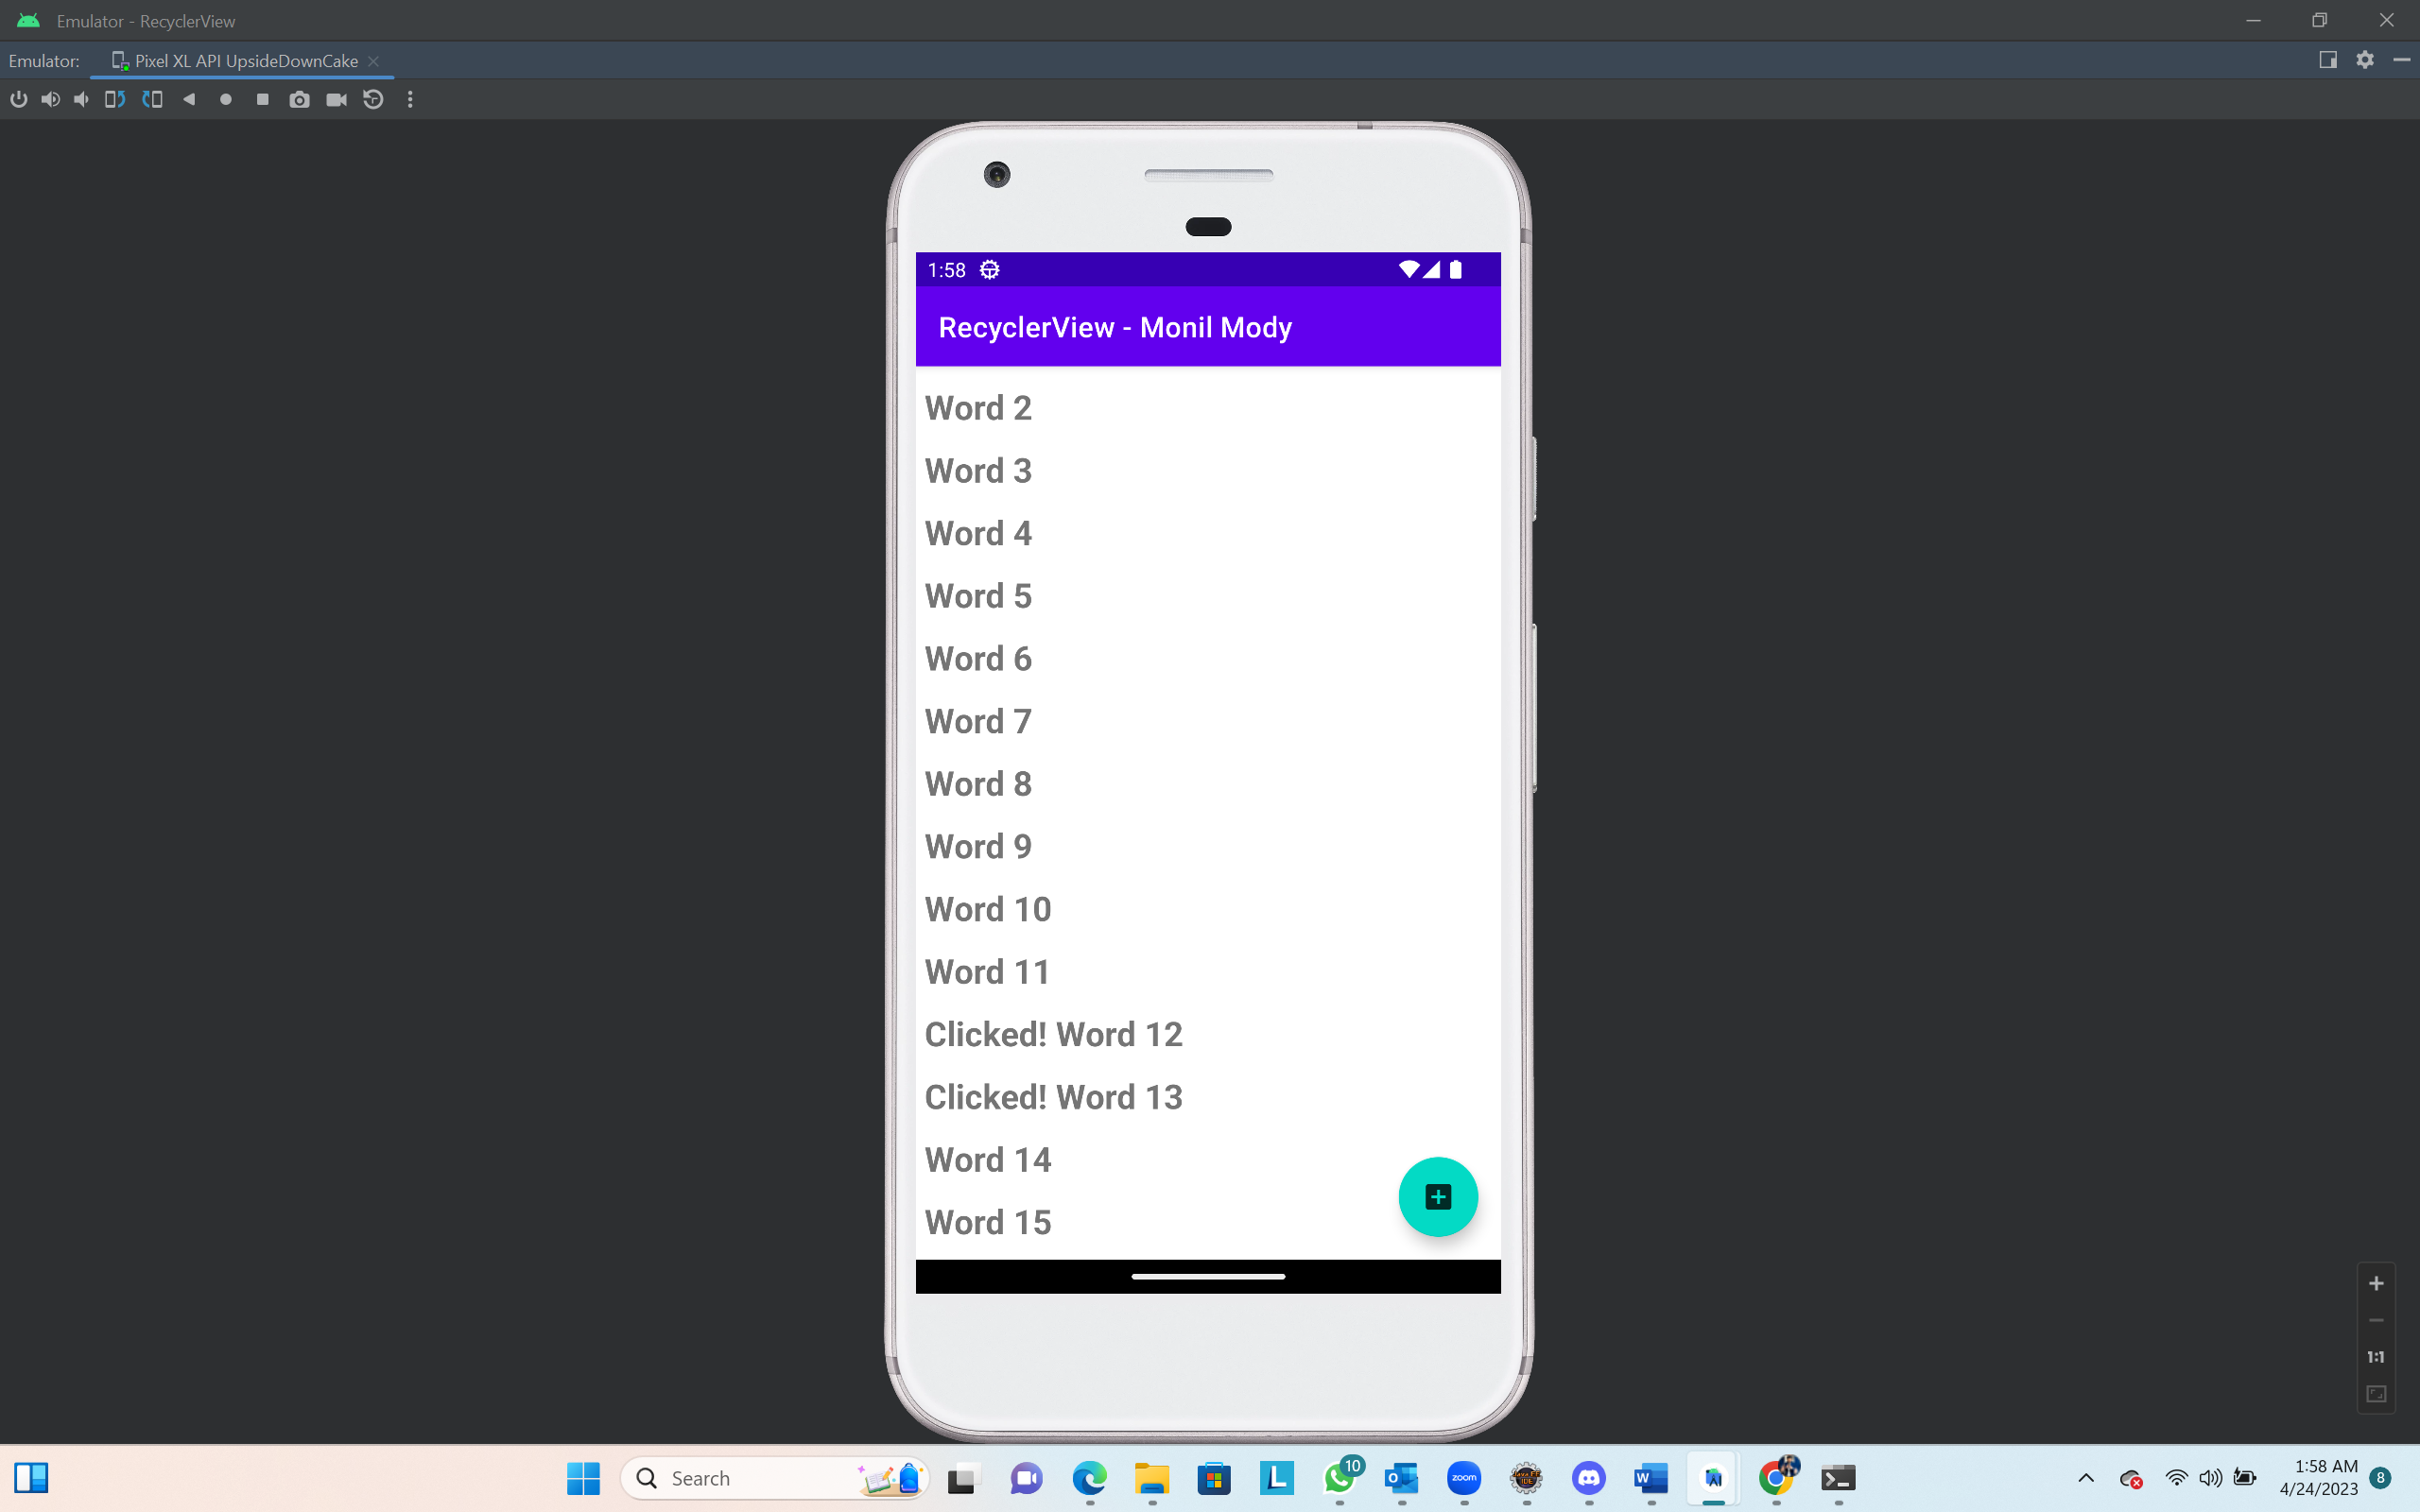 Emulator - RecyclerView
Emulator: Pixel XL API UpsideDownCake
1:58
RecyclerView - Monil Mody
Word 2
Word 3
Word 4
Word 5
Word 6
Word 7
Word 8
Word 9
Word 10
Word 11
Clicked! Word 12
Clicked! Word 13
Word 14
Word 15
1:1
Search
L
10
O
zoom
W
1:58 AM
4/24/2023
8